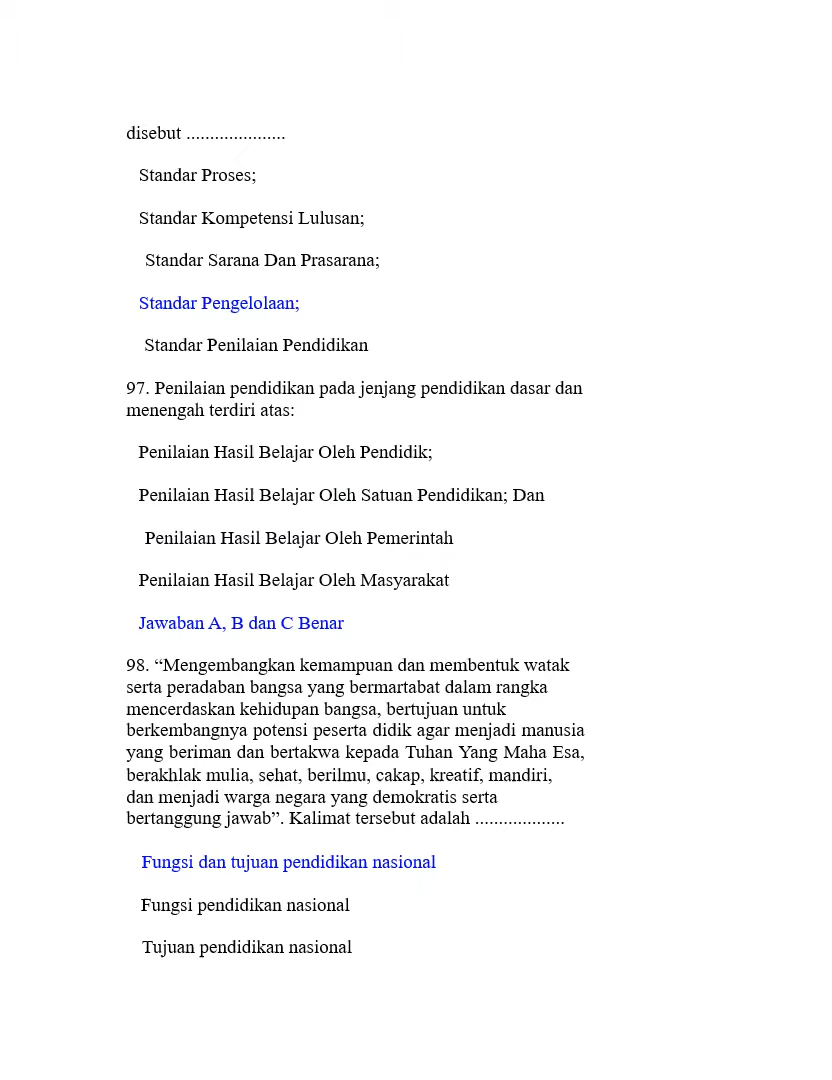 disebut .....................
Standar Proses;
Standar Kompetensi Lulusan;
Standar Sarana Dan Prasarana;
Standar Pengelolaan;
Standar Penilaian Pendidikan
97. Penilaian pendidikan pada jenjang pendidikan dasar dan
menengah terdiri atas:
Penilaian Hasil Belajar Oleh Pendidik;
Penilaian Hasil Belajar Oleh Satuan Pendidikan; Dan
Penilaian Hasil Belajar Oleh Pemerintah
Penilaian Hasil Belajar Oleh Masyarakat
Jawaban A, B dan C Benar
98. “Mengembangkan kemampuan dan membentuk watak
serta peradaban bangsa yang bermartabat dalam rangka
mencerdaskan kehidupan bangsa, bertujuan untuk
berkembangnya potensi peserta didik agar menjadi manusia
yang beriman dan bertakwa kepada Tuhan Yang Maha Esa,
berakhlak mulia, sehat, berilmu, cakap, kreatif, mandiri,
dan menjadi warga negara yang demokratis serta
bertanggung jawab”. Kalimat tersebut adalah ...................
Fungsi dan tujuan pendidikan nasional
Fungsi pendidikan nasional
Tujuan pendidikan nasional